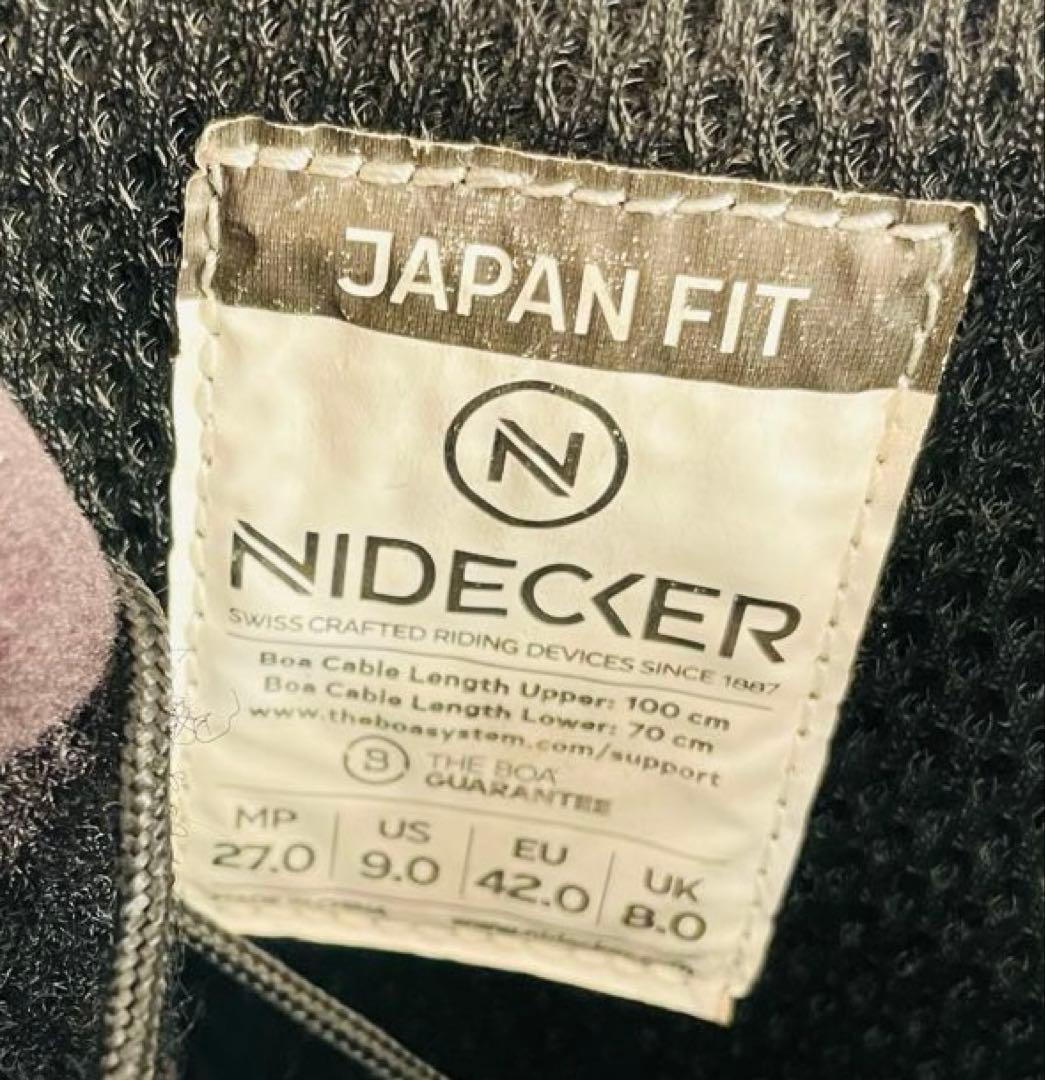 JAPAN FIT
N
NIDECKER
SWISS CRAFTED RIDING DEVICES SINCE 1887
Boa Cable Length Upper: 100 cm
Boa Cable Length Lower: 70 cm
www.theboasystem.com/support
B THE BOA
GUARANTEE
MP US EU UK
27.0 9.0 42.0 8.0